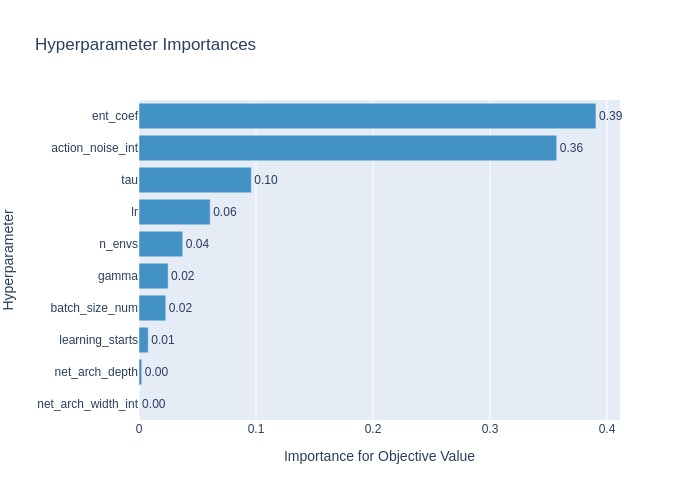 Hyperparameter Importances
Hyperparameter
ent_coef 0.39
action_noise_int 0.36
tau 0.10
lr 0.06
n_envs 0.04
gamma 0.02
batch_size_num 0.02
learning_starts 0.01
net_arch_depth 0.00
net_arch_width_int 0.00
0 0.1 0.2 0.3 0.4
Importance for Objective Value